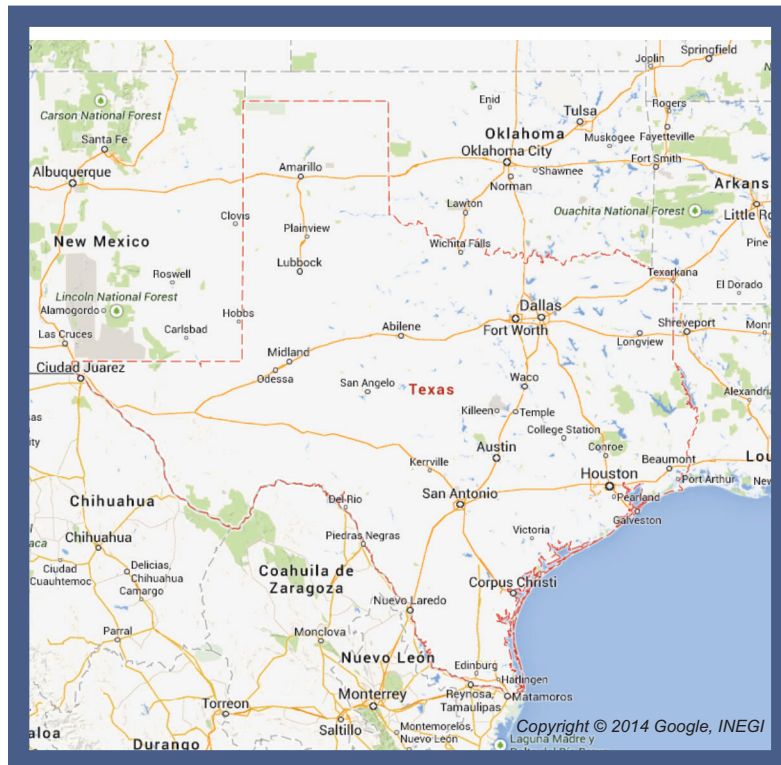 Springfield
Joplin
Carson National Forest
Enid
Tulsa
Rogers
Santa Fe
Oklahoma
Muskogee
Fayetteville
Albuquerque
Amarillo
Oklahoma City
Shawnee
Fort Smith
Norman
Arkans
Clovis
Lawton
Ouachita National Forest
Little Ro
Plainview
New Mexico
Wichita Falls
Pine
Lubbock
Roswell
Texarkana
El Dorado
Lincoln National Forest
Alamogordo
Hobbs
Dallas
Carlsbad
Abilene
Fort Worth
Shreveport
Monr
Las Cruces
Longview
Midland
Ciudad Juarez
Odessa
San Angelo
Texas
Waco
Alexandria
Killeen
Temple
College Station
Austin
Conroe
Kerrville
Beaumont
Lou
Houston
Port Arthur
New
San Antonio
Pearland
Chihuahua
Del Rio
Galveston
Victoria
Chihuahua
Piedras Negras
Ciudad
Cuauhtemoc
Delicias,
Chihuahua
Coahuila de
Zaragoza
Camargo
Corpus Christi
Nuevo Laredo
Parral
Monclova
Nuevo León
Edinburg
Harlingen
Monterrey
Reynosa,
Tamaulipas
Matamoros
Torreon
Saltillo
Montemorelos,
Nuevo León
Copyright © 2014 Google, INEGI
Laguna Madre y
Durango